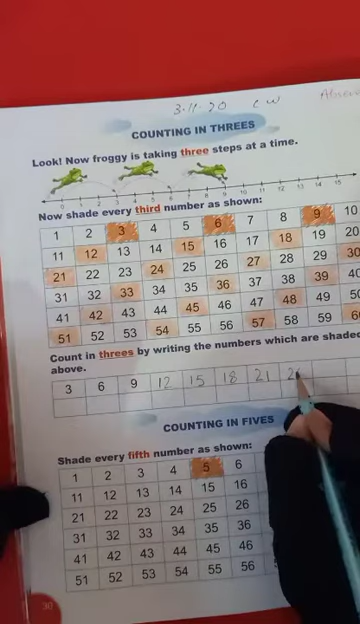 3-11-20 C W
COUNTING IN THREES
Look! Now froggy is taking three steps at a time.
0 1 2 3 4 5 6 7 8 9 10 11 12 13 14 15
Now shade every third number as shown:
1 2 3 4 5 6 7 8 9 10
11 12 13 14 15 16 17 18 19 20
21 22 23 24 25 26 27 28 29 30
31 32 33 34 35 36 37 38 39
41 42 43 44 45 46 47 48 49
51 52 53 54 55 56 57 58 59
Count in threes by writing the numbers which are shaded
above.
3 6 9 12 15 18 21
COUNTING IN FIVES
Shade every fifth number as shown:
1 2 3 4 5 6
11 12 13 14 15 16
21 22 23 24 25 26
31 32 33 34 35 36
41 42 43 44 45 46
51 52 53 54 55 56
30